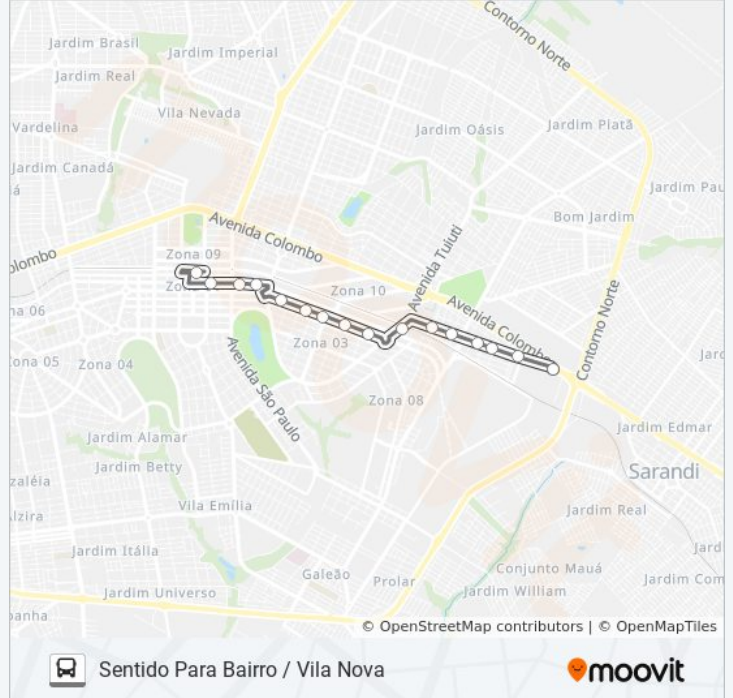 Contorno Norte
Jardim Brasil
Jardim Imperial
Jardim Real
Vila Nevada
Vardelina
Jardim Oásis
Jardim Platã
Jardim Canadá
á
Jardim Pau
Bom Jardim
Avenida Colombo
Avenida Tuiuti
Zona 09
olombo
Zo
Zona 10
Contorno Norte
na 06
Avenida Colombo
Zona 03
Jard
ona 05
Zona 04
Avenida São Paulo
Zona 08
Jardim Edmar
Jardim Alamar
Jardim Betty
Sarandi
zaléia
Vila Emília
Jardim Real
lzira
Jardim Itália
Jard
Galeão
Conjunto Mauá
Prolar
Jardim Com
Jardim Universo
Jardim William
anha
© OpenStreetMap contributors | © OpenMapTiles
Sentido Para Bairro / Vila Nova
moovit